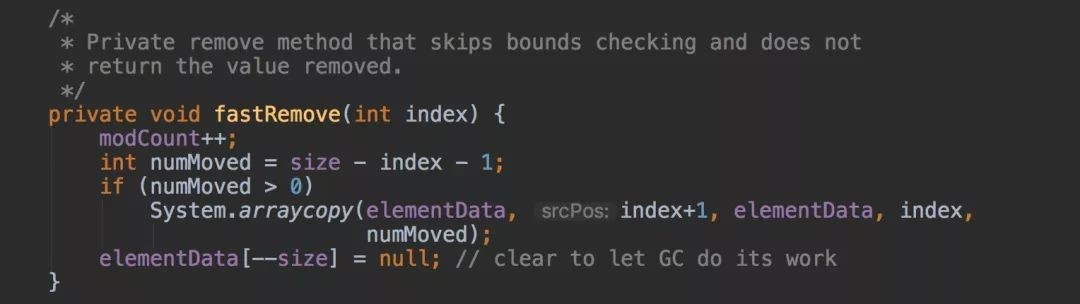 /*
 * Private remove method that skips bounds checking and does not
 * return the value removed.
 */
private void fastRemove(int index) {
    modCount++;
    int numMoved = size - index - 1;
    if (numMoved > 0)
        System.arraycopy(elementData, srcPos: index+1, elementData, index,
                         numMoved);
    elementData[--size] = null; // clear to let GC do its work
}